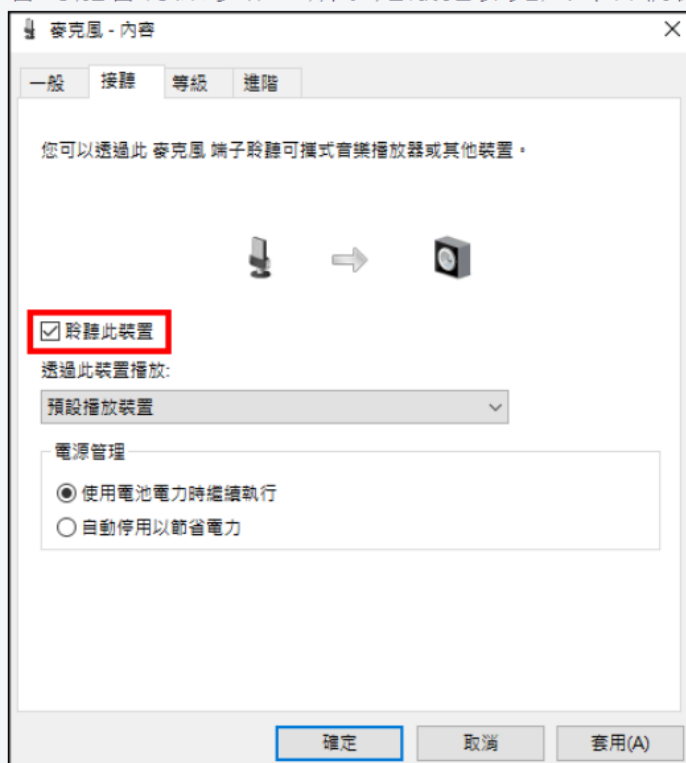 麥克風 - 內容
一般 接聽 等級 進階
您可以透過此 麥克風 端子聆聽可攜式音樂播放器或其他裝置。
聆聽此裝置
透過此裝置播放:
預設播放裝置
電源管理
使用電池電力時繼續執行
自動停用以節省電力
確定 取消 套用(A)